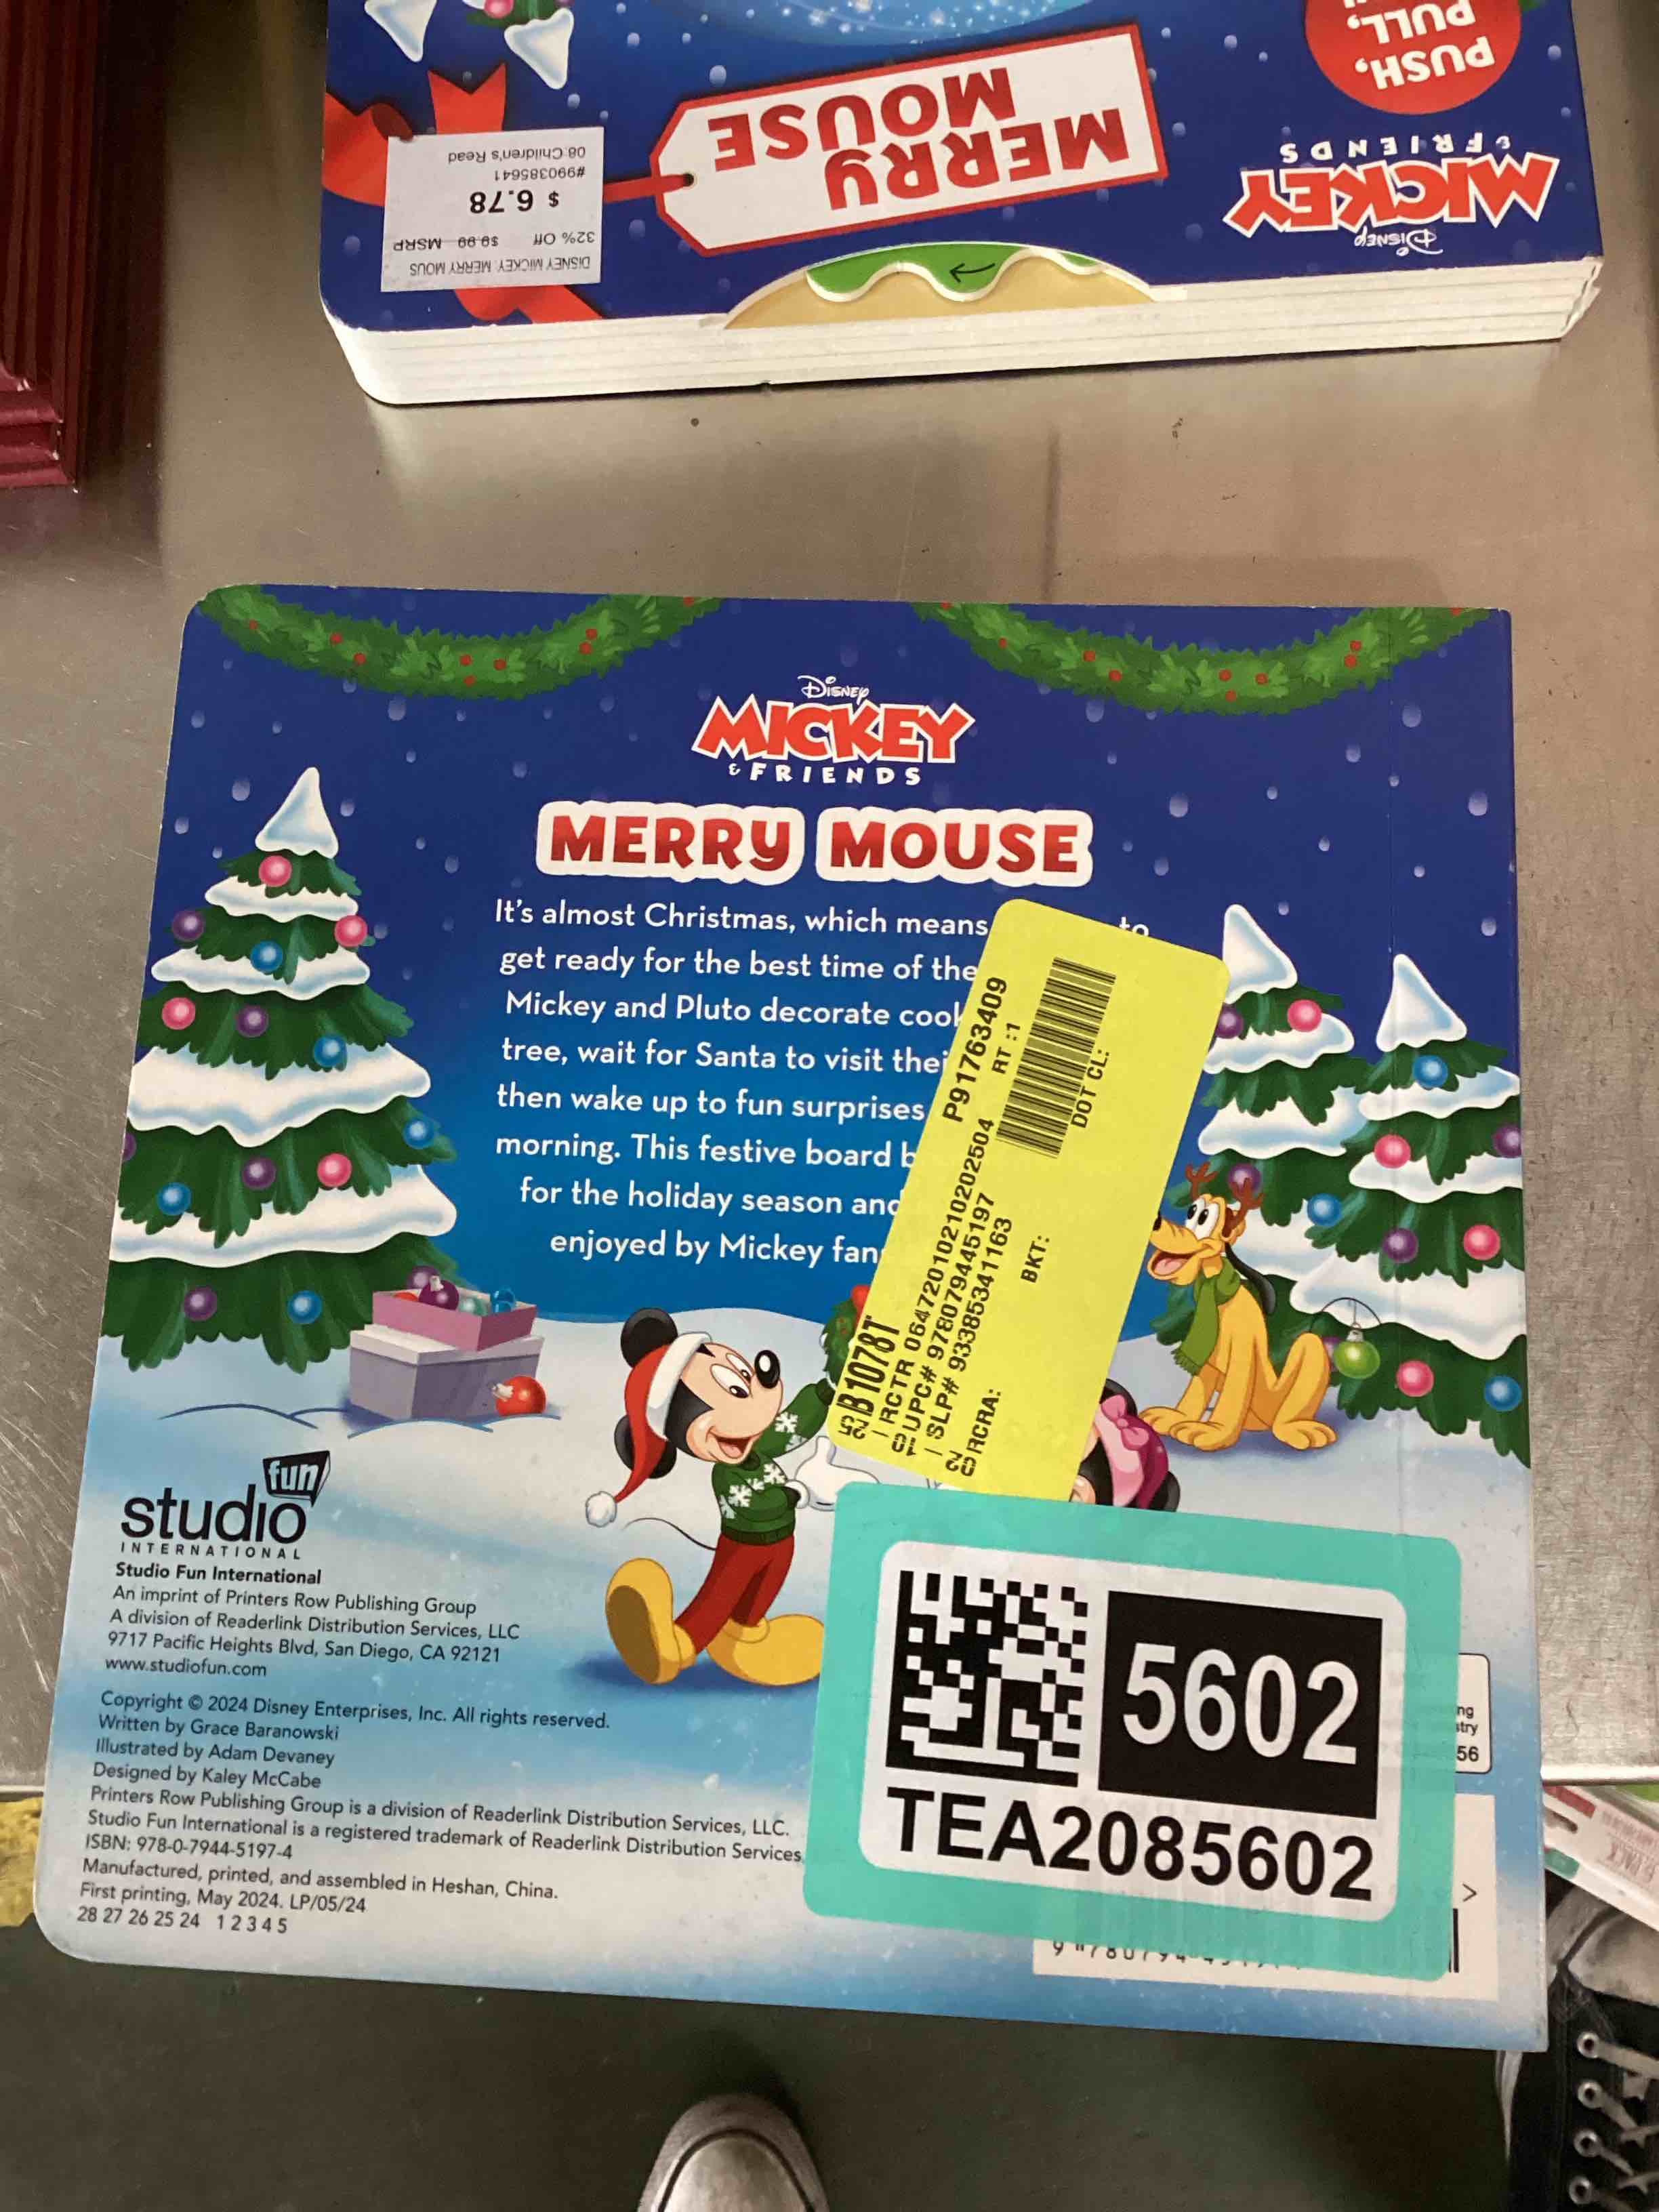 PUSH,
PULL,
DISNEY
MICKEY
& FRIENDS
MERRY
MOUSE
DISNEY MICKEY MERRY MOUS
32% Off $9.99 MSRP
$ 6.78
#990385641
08 Children's Read
DISNEY
MICKEY
& FRIENDS
MERRY MOUSE
It's almost Christmas, which means to
get ready for the best time of the
Mickey and Pluto decorate
tree, wait for Santa to visit
then wake up to fun surprises
morning. This festive board
for the holiday season
enjoyed by Mickey
P91763409
RT :1
DOT CL:
25
B1078T
RCTR 0647201021020202504
UPC# 9780794445197
SLP# 93385341163
RCRA:
BKT:
5602
TEA2085602
ng
stry
56
>
fun
studio
INTERNATIONAL
Studio Fun International
An imprint of Printers Row Publishing Group
A division of Readerlink Distribution Services, LLC
9717 Pacific Heights Blvd, San Diego, CA 92121
www.studiofun.com
Copyright © 2024 Disney Enterprises, Inc. All rights reserved.
Written by Grace Baranowski
Illustrated by Adam Devaney
Designed by Kaley McCabe
Printers Row Publishing Group is a division of Readerlink Distribution Services, LLC.
Studio Fun International is a registered trademark of Readerlink Distribution Services,
ISBN: 978-0-7944-5197-4
Manufactured, printed, and assembled in Heshan, China.
First printing, May 2024. LP/05/24
28 27 26 25 24 1 2 3 4 5